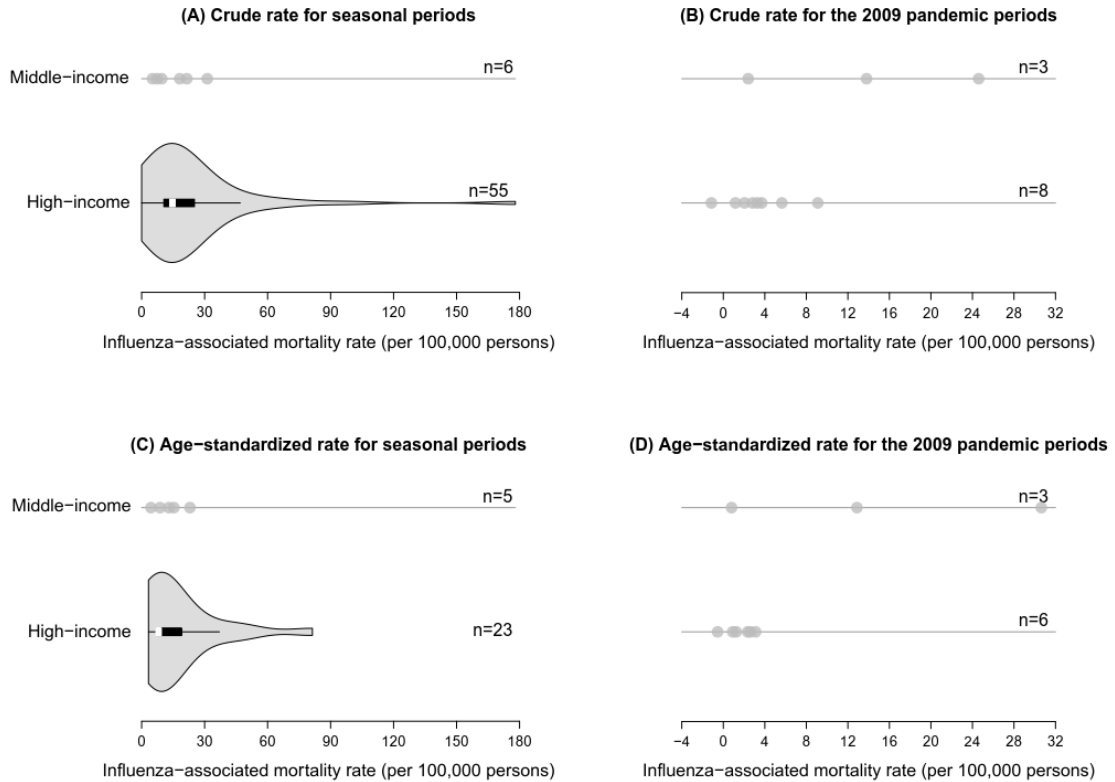 (A) Crude rate for seasonal periods
Middle−income
n=6
High−income
n=55
0 30 60 90 120 150 180
Influenza−associated mortality rate (per 100,000 persons)
(B) Crude rate for the 2009 pandemic periods
n=3
n=8
−4 0 4 8 12 16 20 24 28 32
Influenza−associated mortality rate (per 100,000 persons)
(C) Age−standardized rate for seasonal periods
Middle−income
n=5
High−income
n=23
0 30 60 90 120 150 180
Influenza−associated mortality rate (per 100,000 persons)
(D) Age−standardized rate for the 2009 pandemic periods
n=3
n=6
−4 0 4 8 12 16 20 24 28 32
Influenza−associated mortality rate (per 100,000 persons)